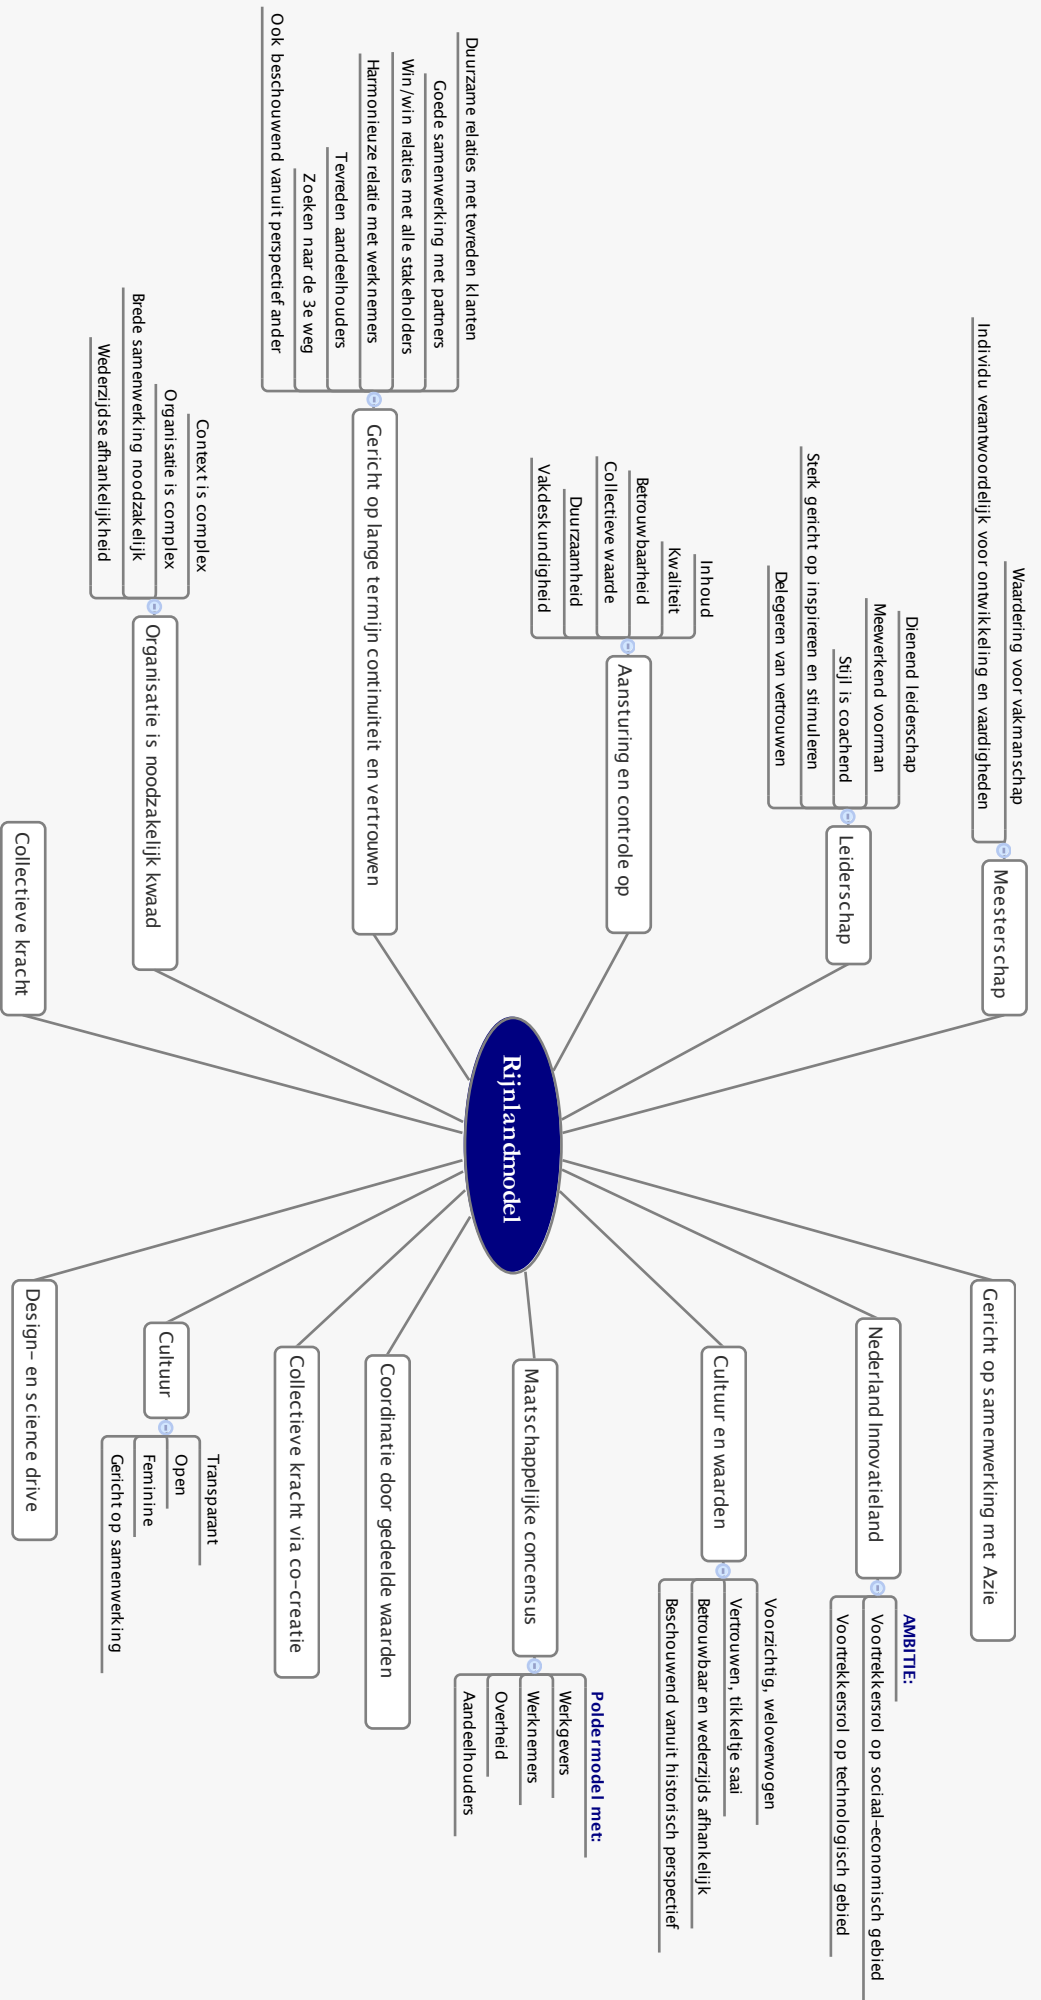 Rijnlandmodel
Meesterschap
Waardering voor vakmanschap
Individu verantwoordelijk voor ontwikkeling en vaardigheden
Leiderschap
Dienend leiderschap
Meewerkend voorman
Stijl is coachend
Sterk gericht op inspireren en stimuleren
Delegeren van vertrouwen
Aansturing en controle op
Inhoud
Kwaliteit
Betrouwbaarheid
Collectieve waarde
Duurzaamheid
Vakdeskundigheid
Gericht op lange termijn continuiteit en vertrouwen
Duurzame relaties met tevreden klanten
Goede samenwerking met partners
Win/win relaties met alle stakeholders
Harmonieuze relatie met werknemers
Tevreden aandeelhouders
Zoeken naar de 3e weg
Ook beschouwend vanuit perspectief ander
Organisatie is noodzakelijk kwaad
Context is complex
Organisatie is complex
Brede samenwerking noodzakelijk
Wederzijdse afhankelijkheid
Collectieve kracht
Gericht op samenwerking met Azie
Nederland Innovatieland
AMBITIE:
Voortrekkersrol op sociaal-economisch gebied
Voortrekkersrol op technologisch gebied
Cultuur en waarden
Voorzichtig, weloverwogen
Vertrouwen, tikkeltje saai
Betrouwbaar en wederzijds afhankelijk
Beschouwend vanuit historisch perspectief
Maatschappelijke concensus
Poldermodel met:
Werkgevers
Werknemers
Overheid
Aandeelhouders
Coordinatie door gedeelde waarden
Collectieve kracht via co-creatie
Cultuur
Transparant
Open
Feminine
Gericht op samenwerking
Design- en science drive